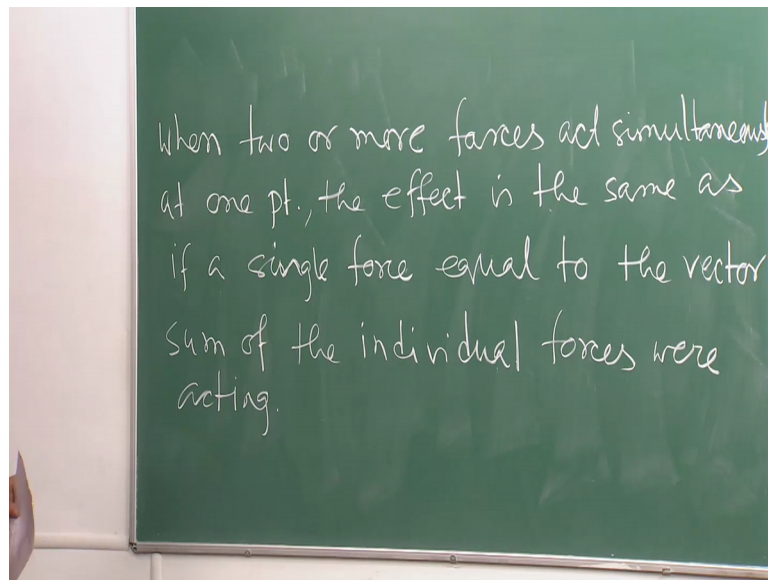 When two or more forces act simultaneously
at one pt., the effect is the same as
if a single force equal to the vector
sum of the individual forces were
acting.